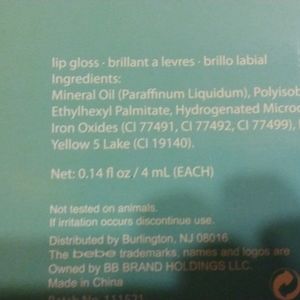 lip gloss · brillant a levres · brillo labial
Ingredients:
Mineral Oil (Paraffinum Liquidum), Polyisob
Ethylhexyl Palmitate, Hydrogenated Microc
Iron Oxides (CI 77491, CI 77492, CI 77499),
Yellow 5 Lake (CI 19140).
Net: 0.14 fl oz / 4 mL (EACH)
Not tested on animals.
If irritation occurs discontinue use.
Distributed by Burlington, NJ 08016
The bebe trademarks, names and logos are
Owned by BB BRAND HOLDINGS LLC.
Made in China
Batch No